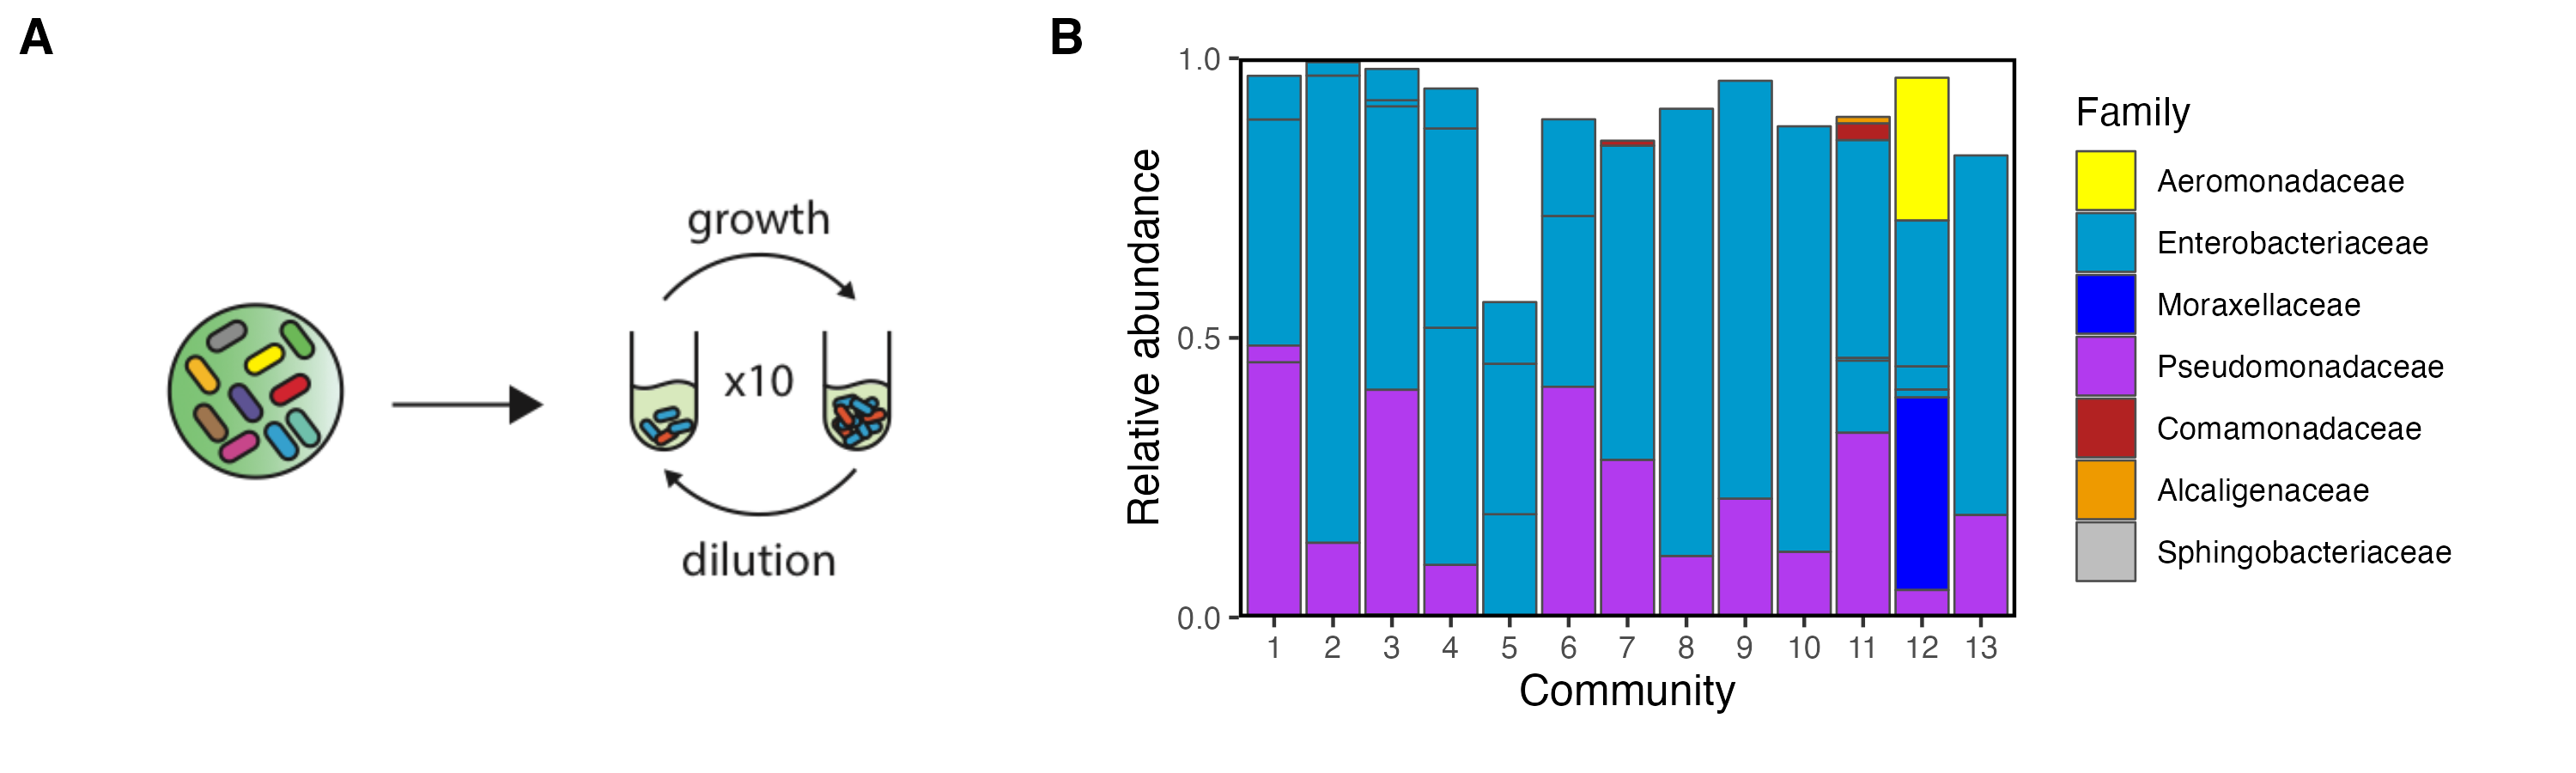 A
growth
x10
dilution
B
Relative abundance
1.0
0.5
0.0
1 2 3 4 5 6 7 8 9 10 11 12 13
Community
Family
Aeromonadaceae
Enterobacteriaceae
Moraxellaceae
Pseudomonadaceae
Comamonadaceae
Alcaligenaceae
Sphingobacteriaceae